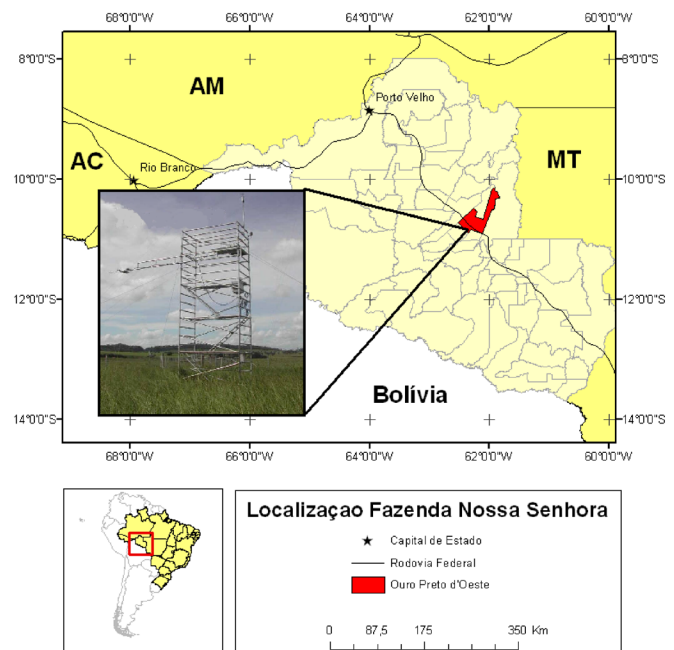 68°0'0"W 66°0'0"W 64°0'0"W 62°0'0"W 60°0'0"W
8°0'0"S 8°0'0"S
AM
Porto Velho
AC
Rio Branco
MT
10°0'0"S 10°0'0"S
12°0'0"S 12°0'0"S
Bolívia
14°0'0"S 14°0'0"S
68°0'0"W 66°0'0"W 64°0'0"W 62°0'0"W 60°0'0"W
Localizaçao Fazenda Nossa Senhora
Capital de Estado
Rodovia Federal
Ouro Preto d'Oeste
0 87,5 175 350 Km